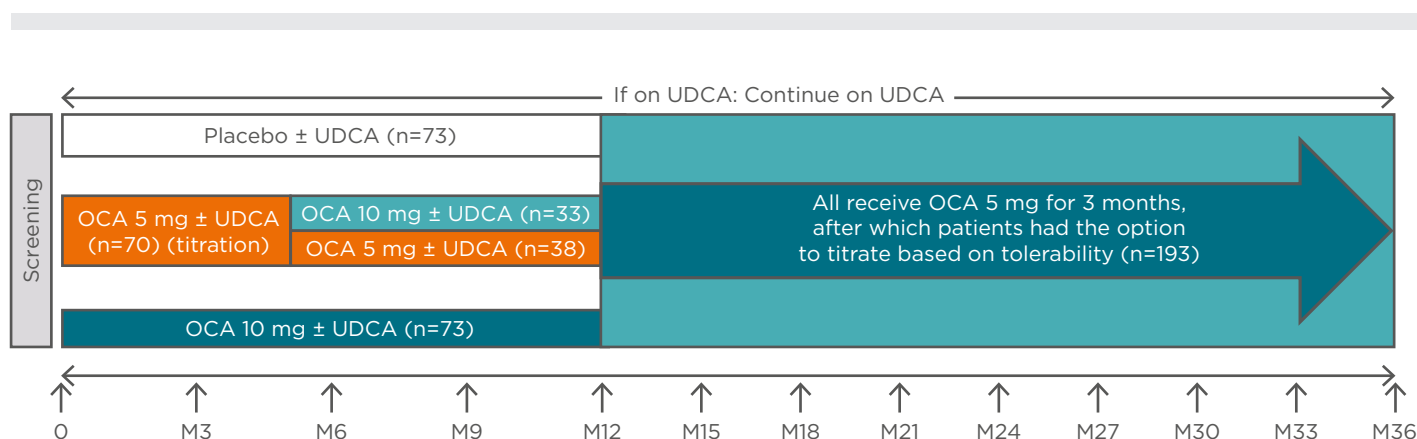 If on UDCA: Continue on UDCA
Screening
Placebo ± UDCA (n=73)
OCA 5 mg ± UDCA
(n=70) (titration)
OCA 10 mg ± UDCA (n=33)
OCA 5 mg ± UDCA (n=38)
OCA 10 mg ± UDCA (n=73)
All receive OCA 5 mg for 3 months,
after which patients had the option
to titrate based on tolerability (n=193)
0 M3 M6 M9 M12 M15 M18 M21 M24 M27 M30 M33 M36